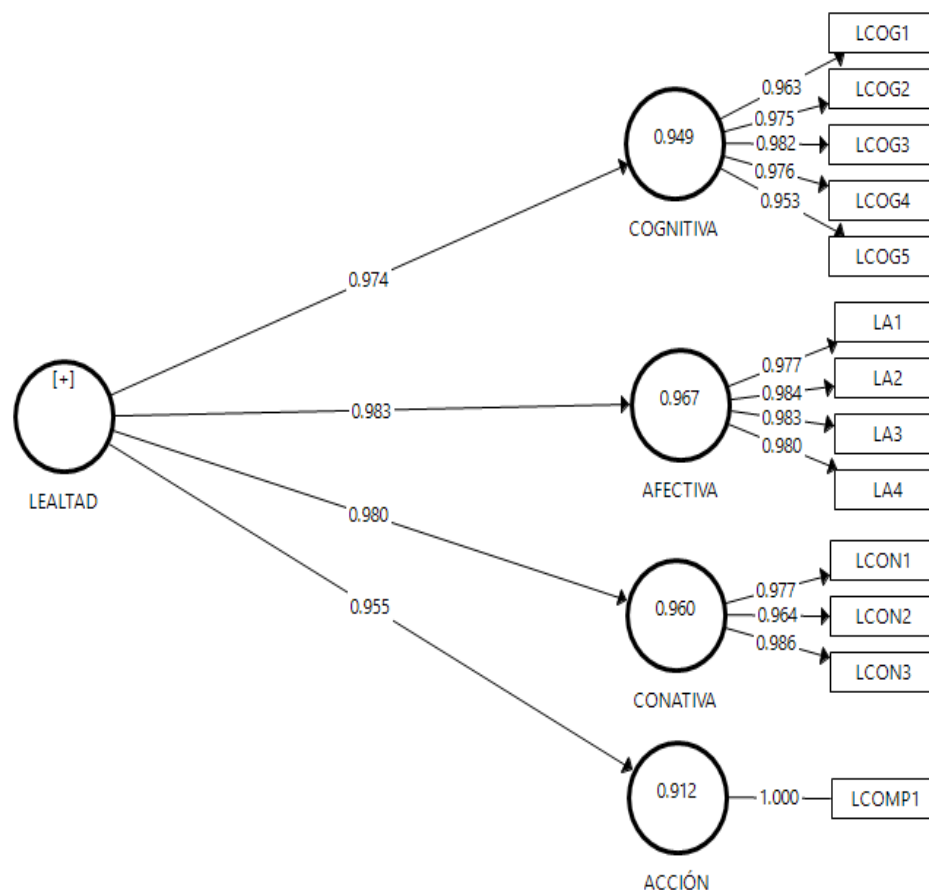 LCOG1
0.963
LCOG2
0.975
0.949
0.982
LCOG3
0.976
LCOG4
0.953
COGNITIVA
LCOG5
0.974
LA1
0.977
[+]
LA2
0.984
0.967
0.983
0.983
LA3
0.980
LA4
AFECTIVA
LEALTAD
0.980
LCON1
0.977
0.960
0.964
LCON2
0.955
0.986
LCON3
CONATIVA
0.912
1.000
LCOMP1
ACCIÓN